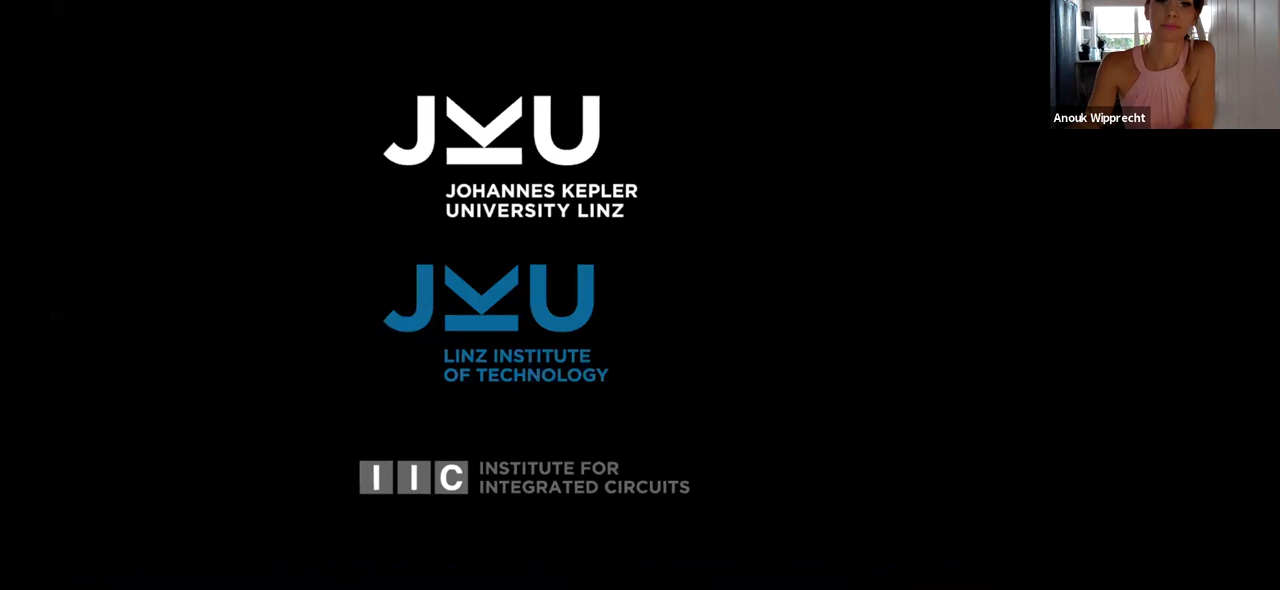 Anouk Wipprecht
JKU
JOHANNES KEPLER
UNIVERSITY LINZ
JKU
LINZ INSTITUTE
OF TECHNOLOGY
IIC INSTITUTE FOR
INTEGRATED CIRCUITS